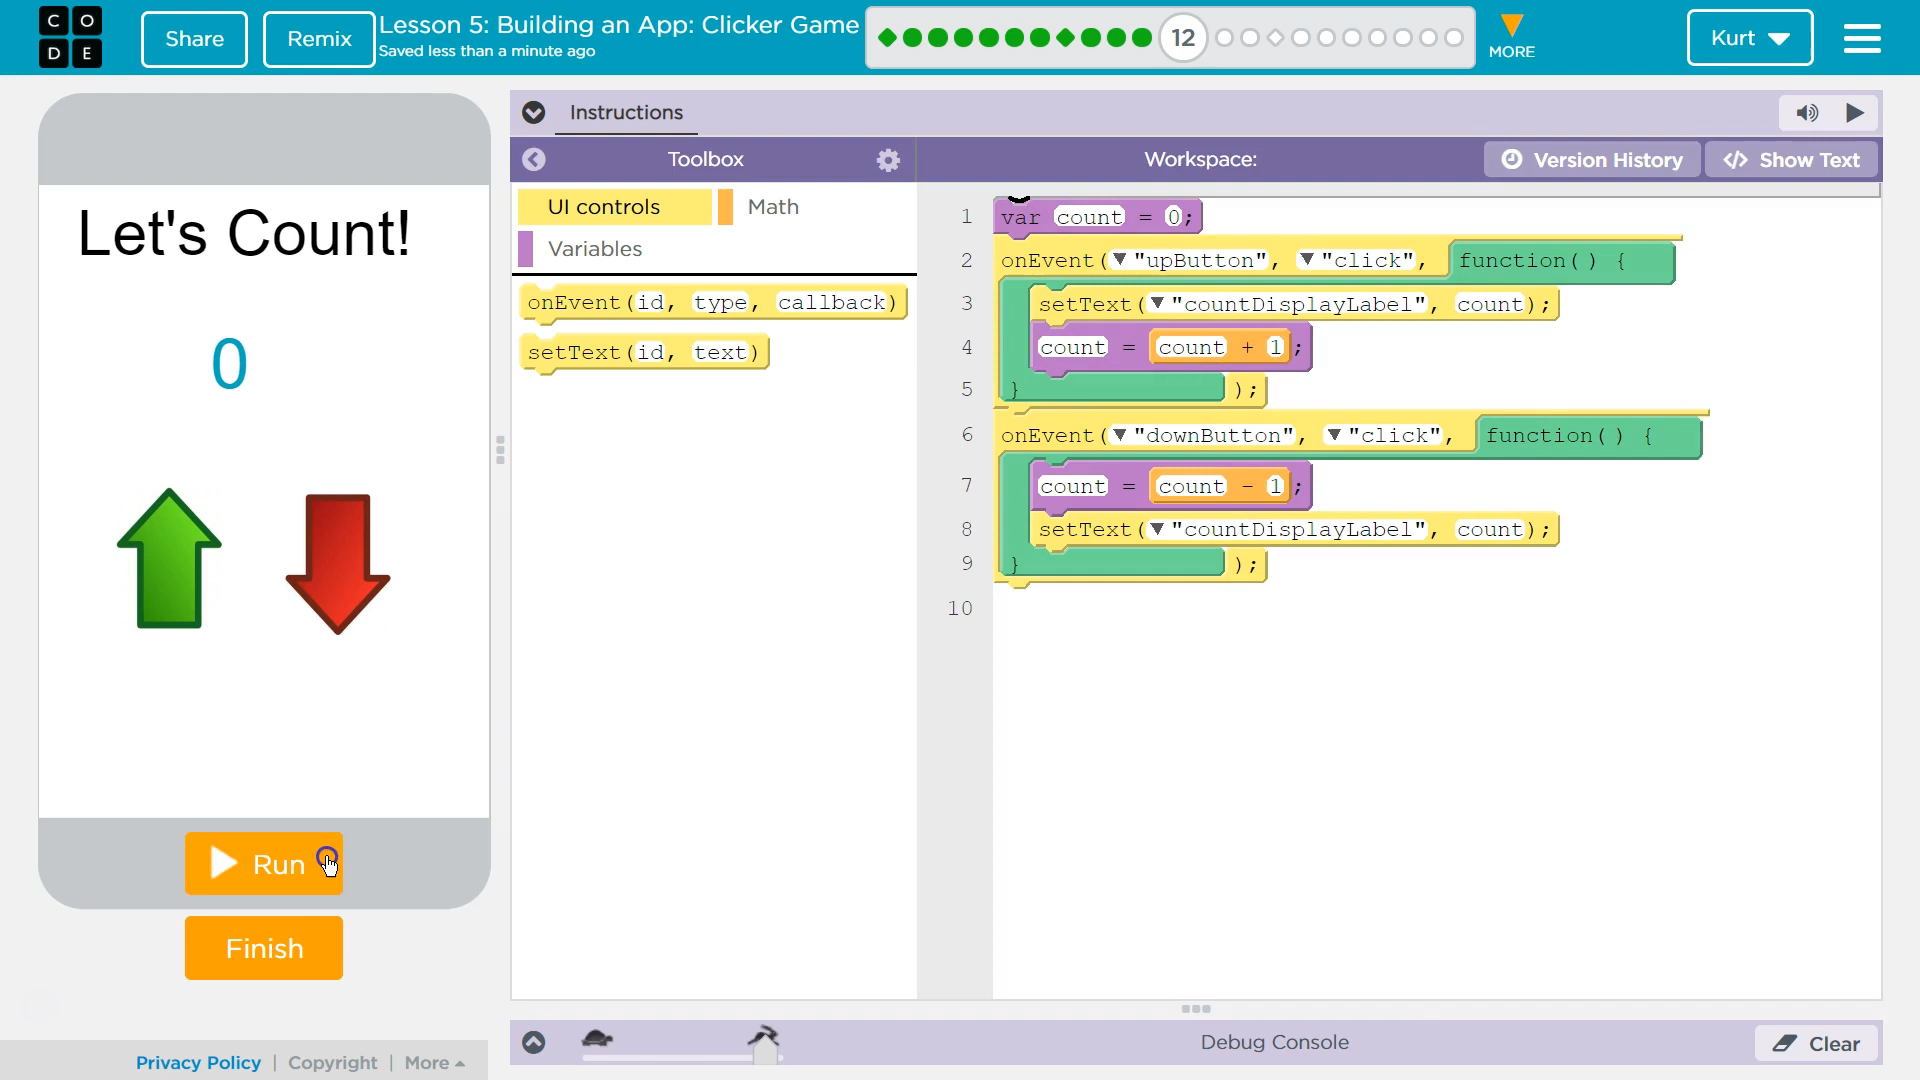 C O
D E
Share
Remix
Lesson 5: Building an App: Clicker Game
Saved less than a minute ago
12
MORE
Kurt
Instructions
Toolbox
Workspace:
Version History
</> Show Text
Let's Count!
0
Run
Finish
UI controls
Math
Variables
onEvent(id, type, callback)
setText(id, text)
1 var count = 0;
2 onEvent(▼"upButton", ▼"click", function( ) {
3 setText(▼"countDisplayLabel", count);
4 count = count + 1;
5 } );
6 onEvent(▼"downButton", ▼"click", function( ) {
7 count = count - 1;
8 setText(▼"countDisplayLabel", count);
9 } );
10
Debug Console
Clear
Privacy Policy | Copyright | More